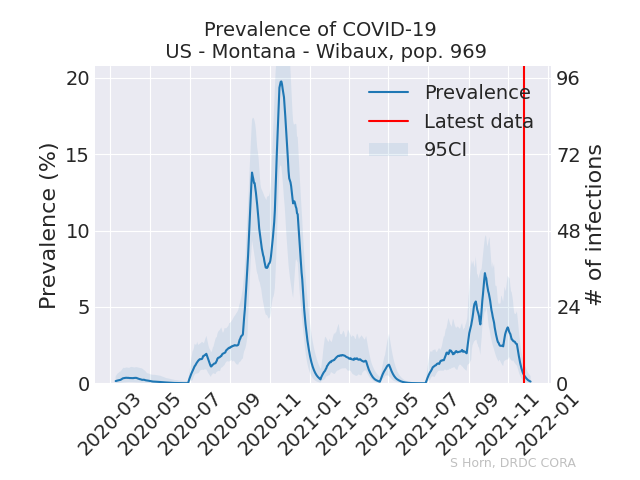 Prevalence of COVID-19
US - Montana - Wibaux, pop. 969
Prevalence (%)
20
15
10
5
0
96
72
48
24
0
# of infections
Prevalence
Latest data
95CI
2020-03
2020-05
2020-07
2020-09
2020-11
2021-01
2021-03
2021-05
2021-07
2021-09
2021-11
2022-01
S Horn, DRDC CORA